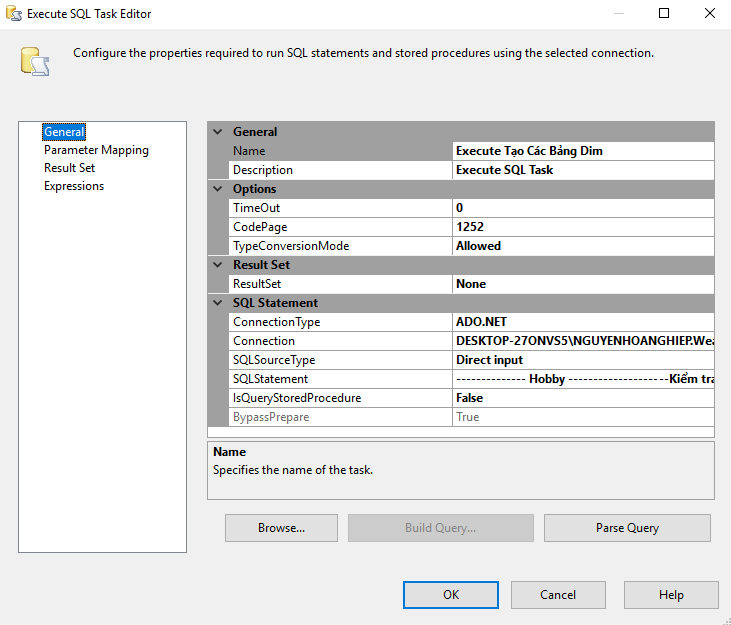 Execute SQL Task Editor
Configure the properties required to run SQL statements and stored procedures using the selected connection.
General
Parameter Mapping
Result Set
Expressions
General
Name Execute Tạo Các Bảng Dim
Description Execute SQL Task
Options
TimeOut 0
CodePage 1252
TypeConversionMode Allowed
Result Set
ResultSet None
SQL Statement
ConnectionType ADO.NET
Connection DESKTOP-27ONVS5\NGUYENHOANGHIEP.Wea
SQLSourceType Direct input
SQLStatement -------------- Hobby --------------------Kiểm tra
IsQueryStoredProcedure False
BypassPrepare True
Name
Specifies the name of the task.
Browse... Build Query... Parse Query
OK Cancel Help